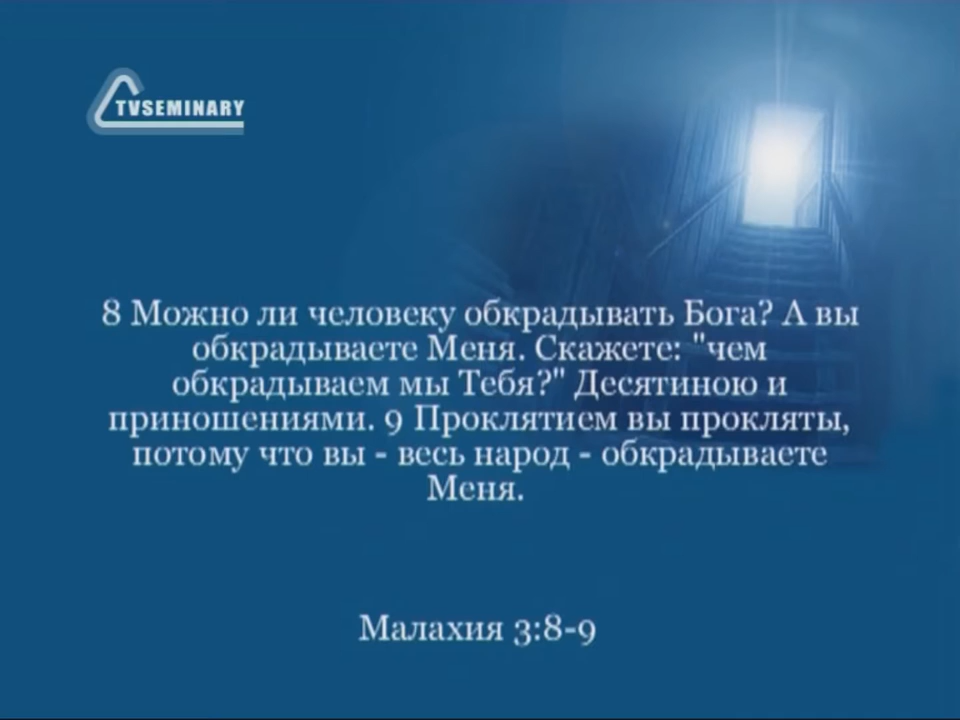 TVSEMINARY
8 Можно ли человеку обкрадывать Бога? А вы
обкрадываете Меня. Скажете: "чем
обкрадываем мы Тебя?" Десятиною и
приношениями. 9 Проклятием вы прокляты,
потому что вы - весь народ - обкрадываете
Меня.
Малахия 3:8-9